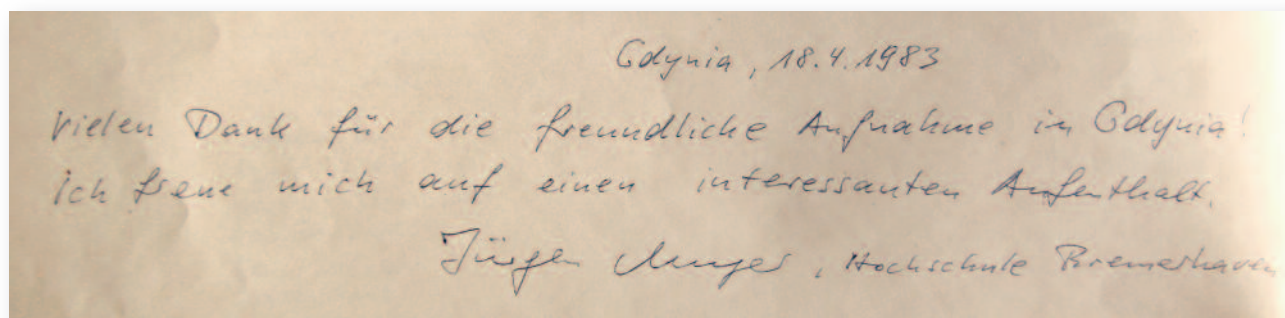 Gdynia, 18.4.1983
Vielen Dank für die freundliche Aufnahme in Gdynia!
Ich freue mich auf einen interessanten Aufenthalt.
Jürgen , Hochschule Bremerhaven